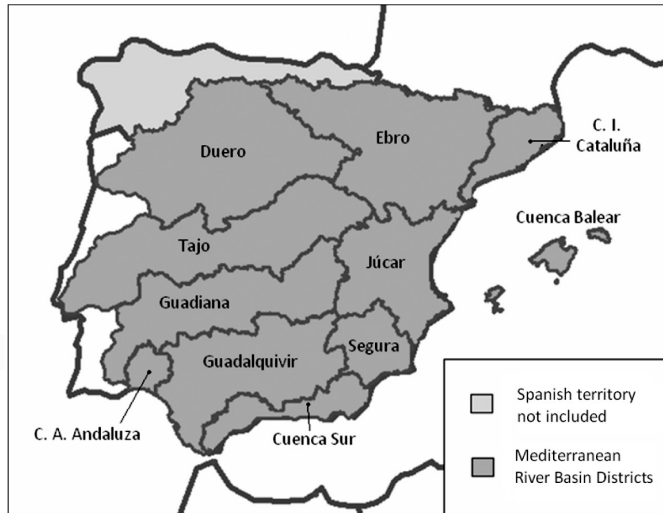 Duero
Ebro
C. I.
Cataluña
Cuenca Balear
Tajo
Júcar
Guadiana
Guadalquivir
Segura
C. A. Andaluza
Cuenca Sur
Spanish territory
not included
Mediterranean
River Basin Districts